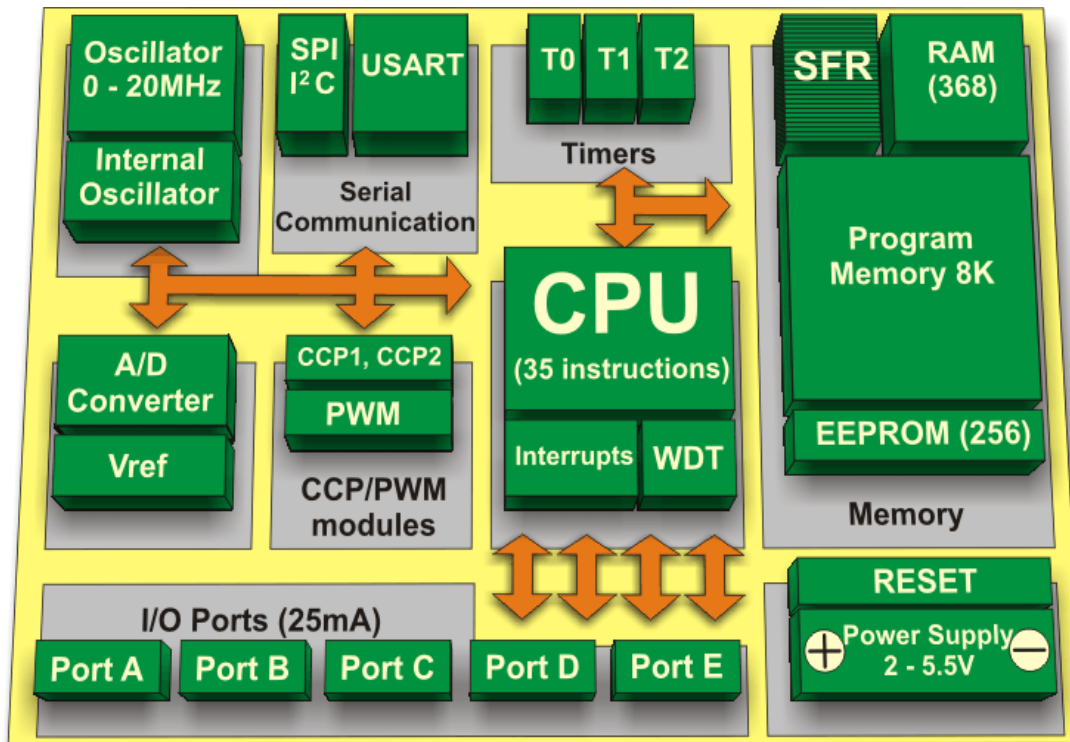 Oscillator
0 - 20MHz
Internal
Oscillator
SPI
I²C
USART
Serial
Communication
T0
T1
T2
Timers
SFR
RAM
(368)
Program
Memory 8K
EEPROM (256)
Memory
A/D
Converter
Vref
CCP1, CCP2
PWM
CCP/PWM
modules
CPU
(35 instructions)
Interrupts
WDT
I/O Ports (25mA)
Port A
Port B
Port C
Port D
Port E
RESET
+
Power Supply
2 - 5.5V
−